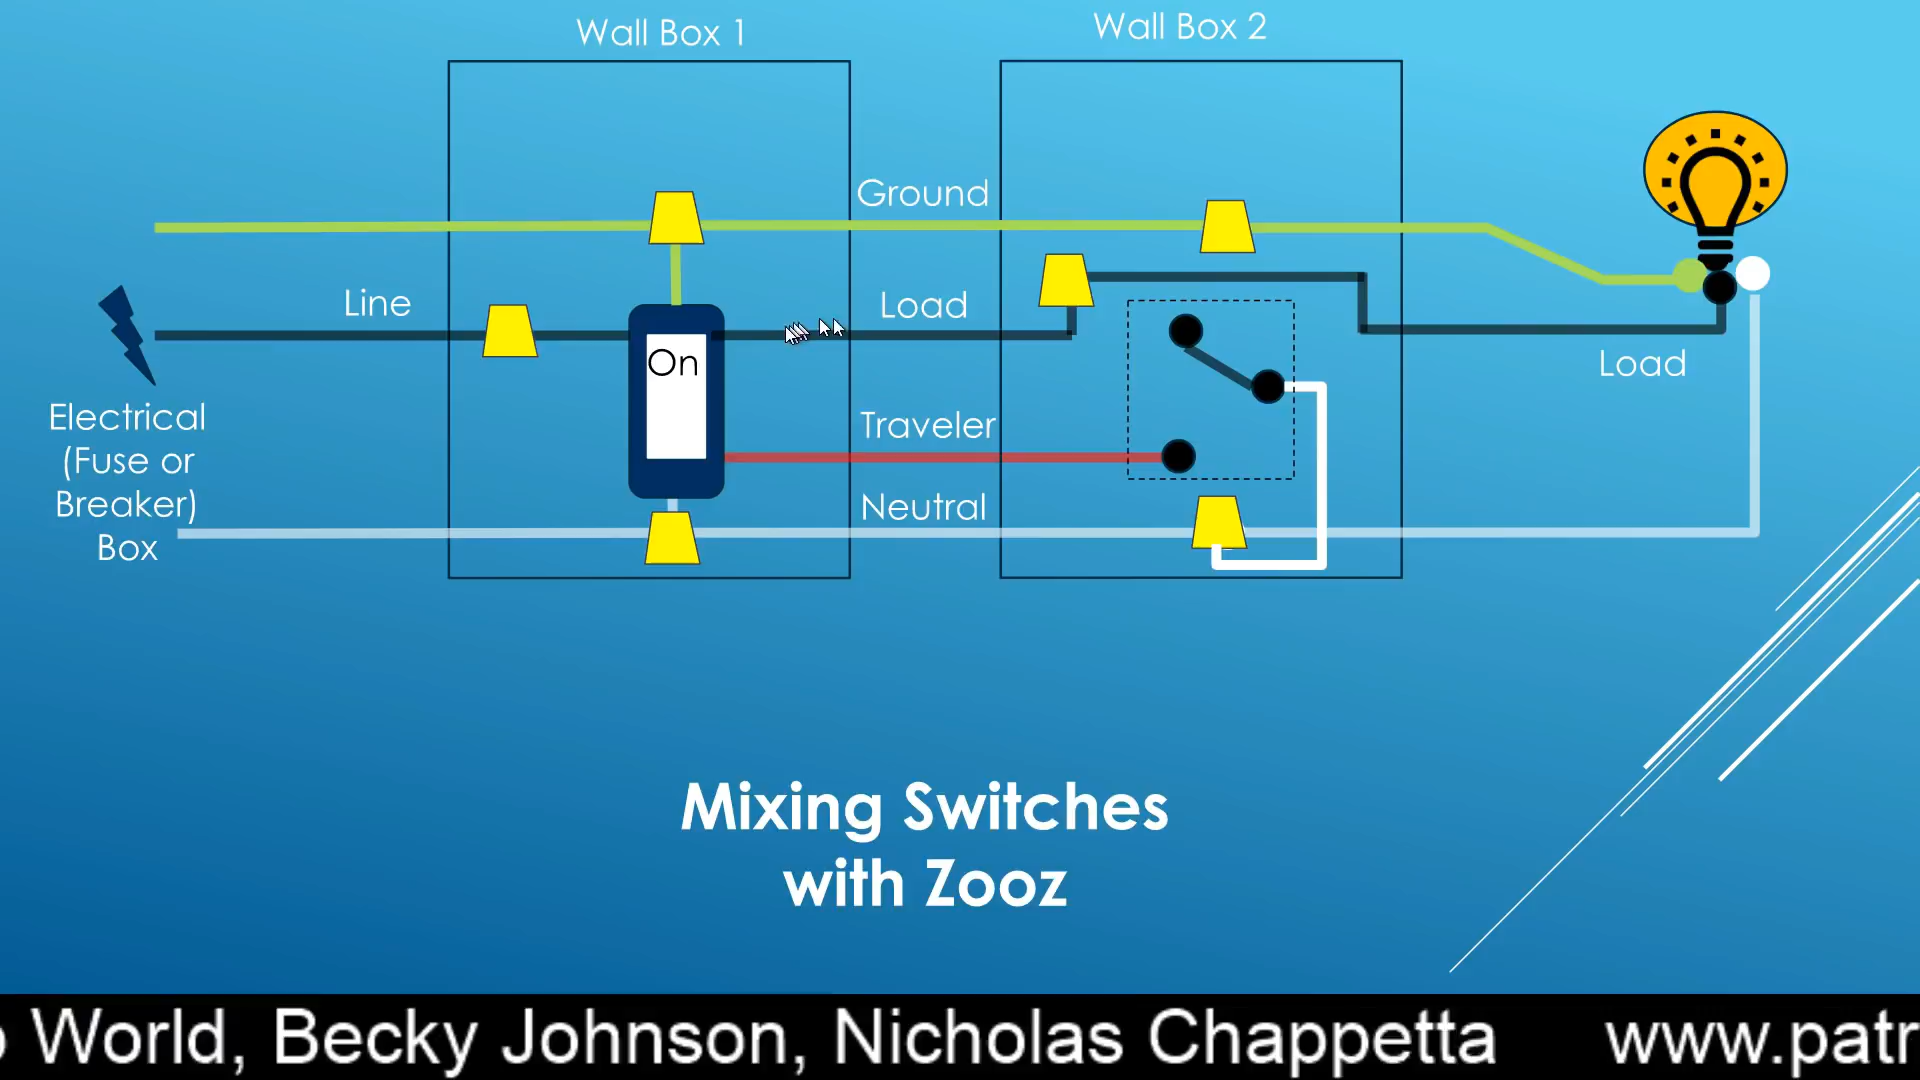 Wall Box 1
Wall Box 2
Ground
Line
Load
On
Load
Traveler
Electrical
(Fuse or
Breaker)
Box
Neutral
Mixing Switches
with Zooz
World, Becky Johnson, Nicholas Chappetta www.patr